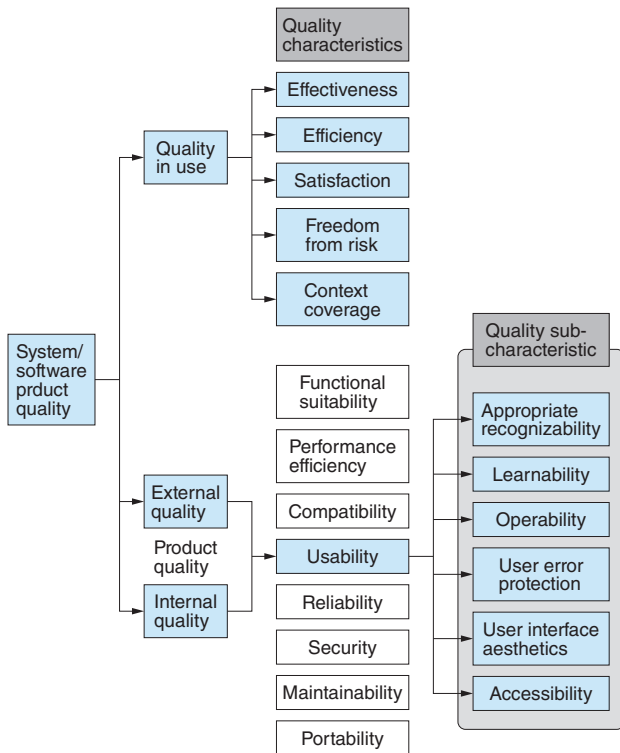 Quality
characteristics
Effectiveness
Efficiency
Quality
in use
Satisfaction
Freedom
from risk
Context
coverage
System/
software
prduct
quality
Quality sub-
characteristic
Functional
suitability
Performance
efficiency
Compatibility
External
quality
Product
quality
Internal
quality
Usability
Reliability
Security
Maintainability
Portability
Appropriate
recognizability
Learnability
Operability
User error
protection
User interface
aesthetics
Accessibility